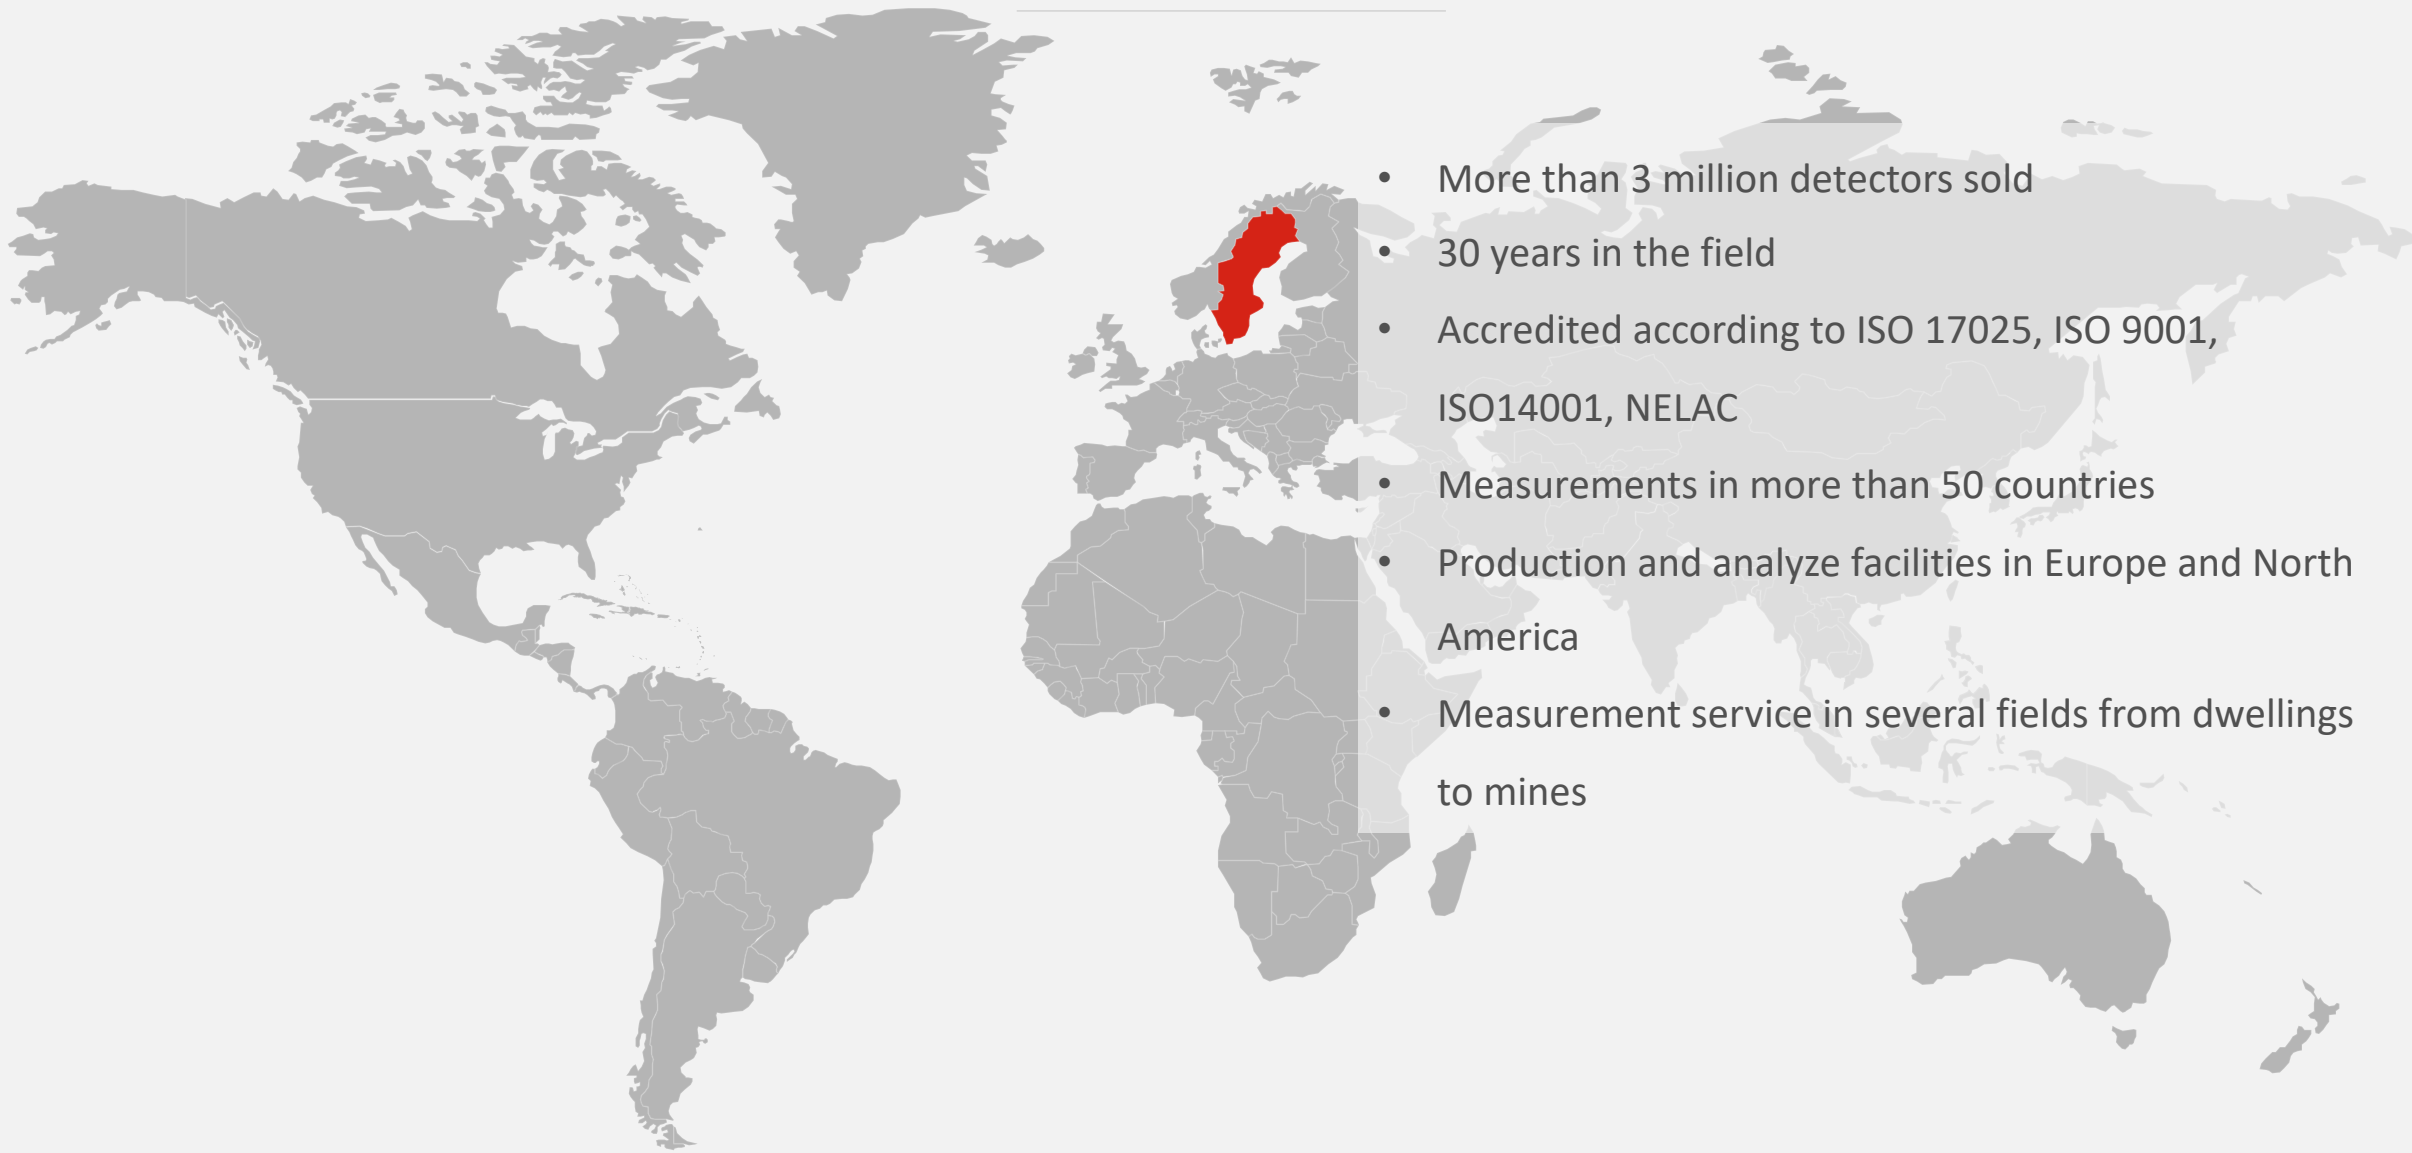 • More than 3 million detectors sold
• 30 years in the field
• Accredited according to ISO 17025, ISO 9001,
ISO14001, NELAC
• Measurements in more than 50 countries
• Production and analyze facilities in Europe and North
America
• Measurement service in several fields from dwellings
to mines